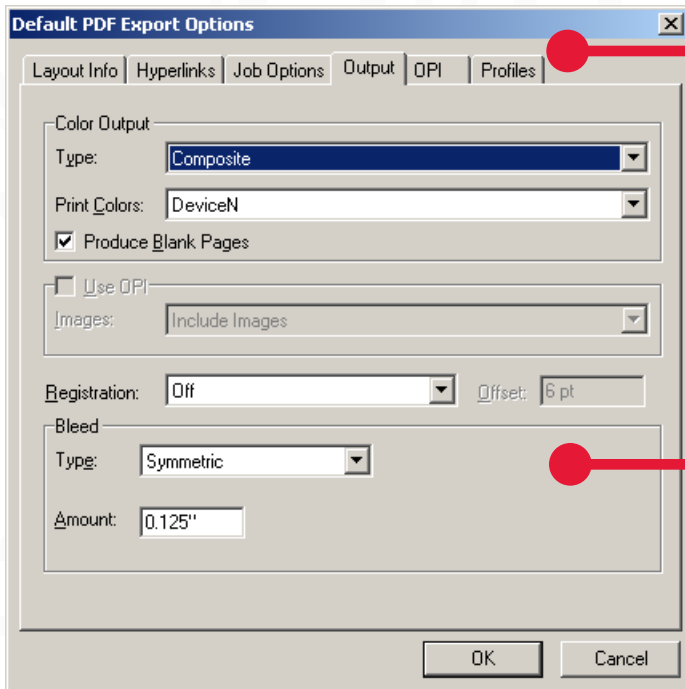 Default PDF Export Options
Layout Info Hyperlinks Job Options Output OPI Profiles
Color Output
Type: Composite
Print Colors: DeviceN
Produce Blank Pages
Use OPI
Images: Include Images
Registration: Off Offset: 6 pt
Bleed
Type: Symmetric
Amount: 0.125"
OK Cancel